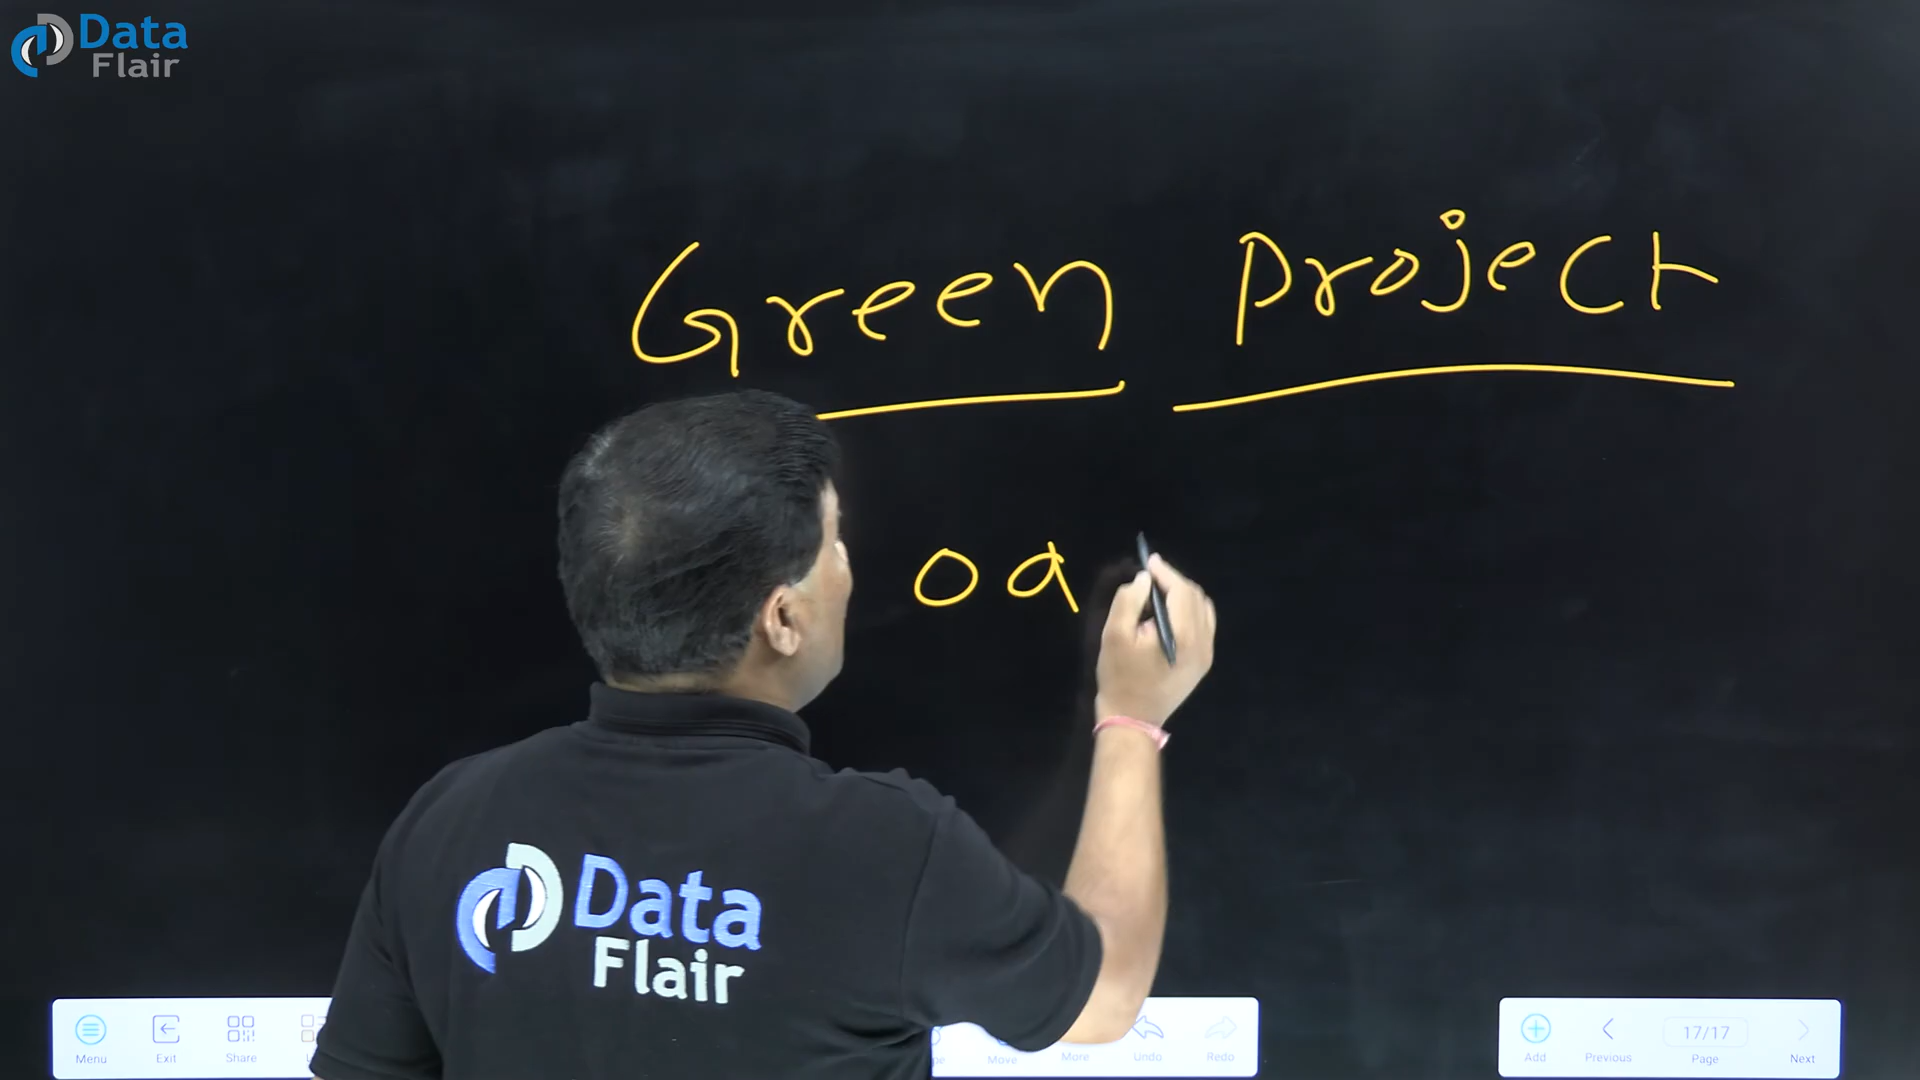 Data
Flair
Green Project
oa
Data
Flair
Menu Exit Share Move More Undo Redo
Add Previous 17/17 Page Next